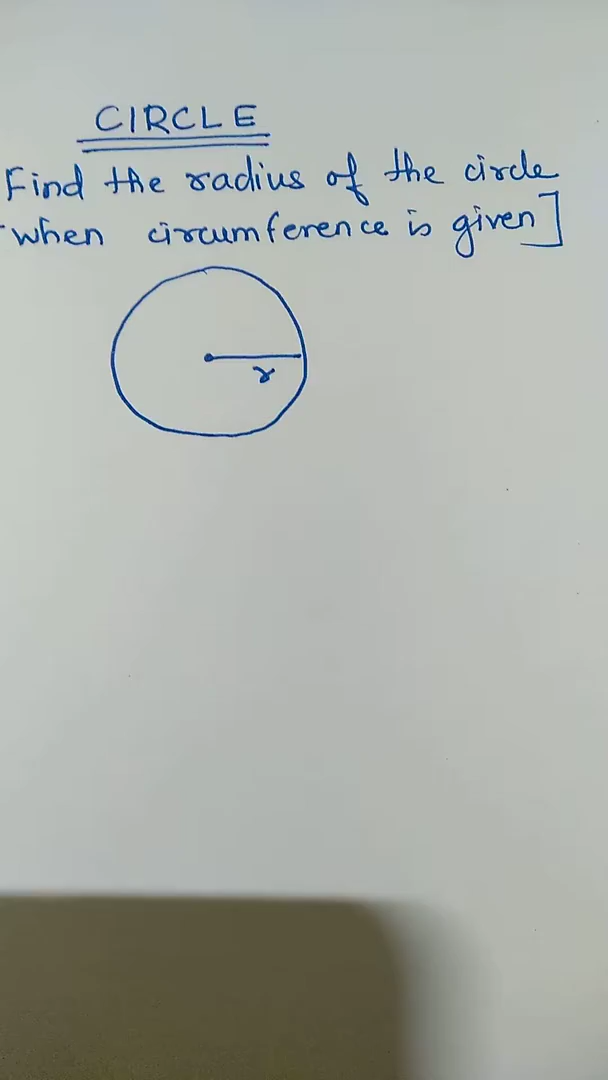 CIRCLE
Find the radius of the circle
when circumference is given]
r